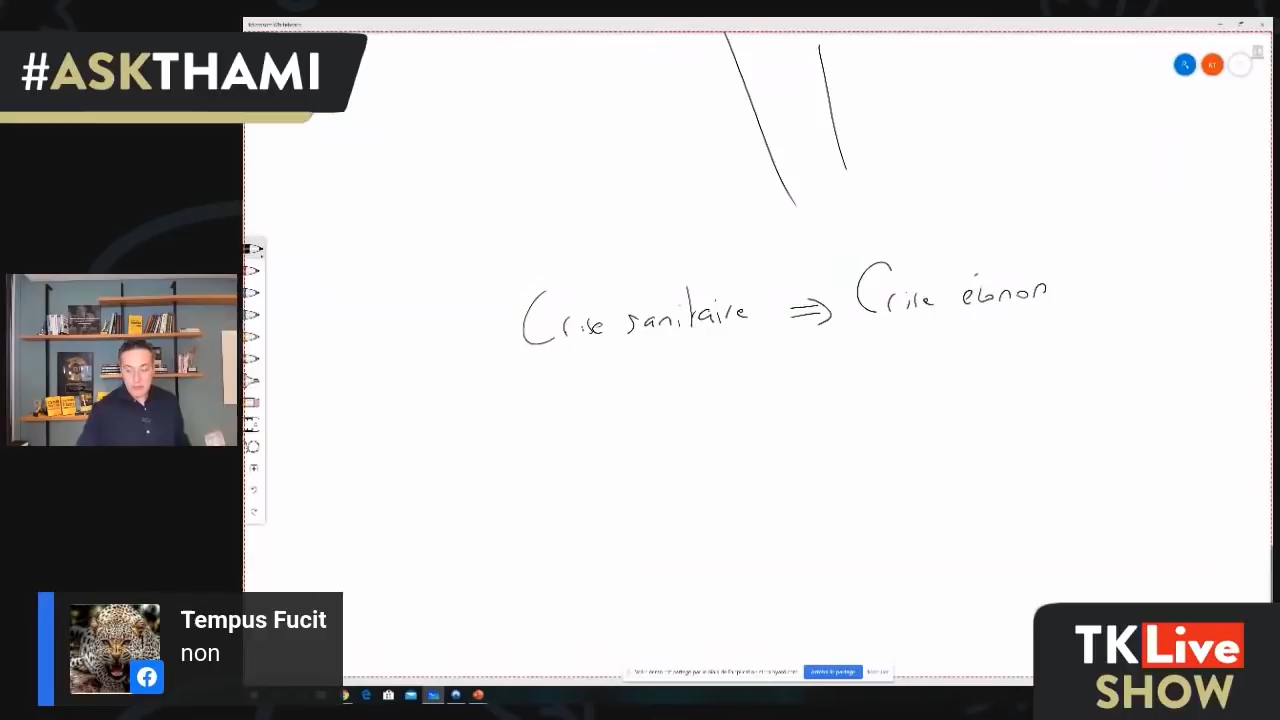 #ASKTHAMI
Crise sanitaire ⇒ Crise éconon
Tempus Fucit
non
TK Live
SHOW